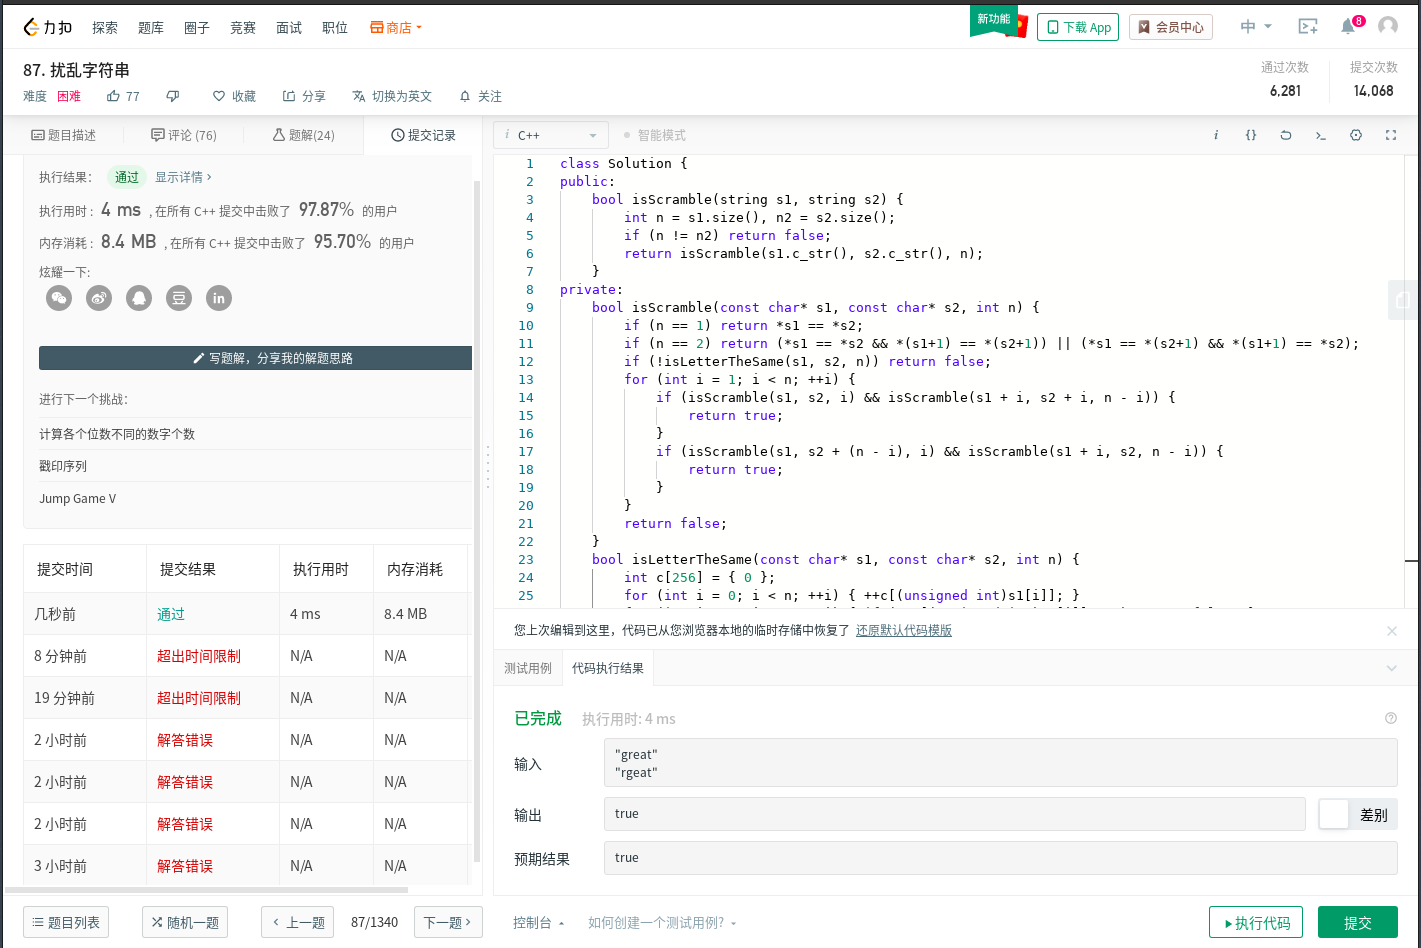 力扣 探索 题库 圈子 竞赛 面试 职位 商店 新功能 下载 App 会员中心 中 8
87. 扰乱字符串
通过次数 提交次数
6,281 14,068
难度 困难 77 收藏 分享 切换为英文 关注
题目描述 评论 (76) 题解(24) 提交记录
执行结果： 通过 显示详情 >
执行用时 : 4 ms , 在所有 C++ 提交中击败了 97.87% 的用户
内存消耗 : 8.4 MB , 在所有 C++ 提交中击败了 95.70% 的用户
炫耀一下:
豆 in
写题解，分享我的解题思路
进行下一个挑战：
计算各个位数不同的数字个数
戳印序列
Jump Game V
提交时间 提交结果 执行用时 内存消耗
几秒前 通过 4 ms 8.4 MB
8 分钟前 超出时间限制 N/A N/A
19 分钟前 超出时间限制 N/A N/A
2 小时前 解答错误 N/A N/A
2 小时前 解答错误 N/A N/A
2 小时前 解答错误 N/A N/A
3 小时前 解答错误 N/A N/A
题目列表 随机一题 上一题 87/1340 下一题
i C++ 智能模式 i {}
1 class Solution {
2 public:
3 bool isScramble(string s1, string s2) {
4 int n = s1.size(), n2 = s2.size();
5 if (n != n2) return false;
6 return isScramble(s1.c_str(), s2.c_str(), n);
7 }
8 private:
9 bool isScramble(const char* s1, const char* s2, int n) {
10 if (n == 1) return *s1 == *s2;
11 if (n == 2) return (*s1 == *s2 && *(s1+1) == *(s2+1)) || (*s1 == *(s2+1) && *(s1+1) == *s2);
12 if (!isLetterTheSame(s1, s2, n)) return false;
13 for (int i = 1; i < n; ++i) {
14 if (isScramble(s1, s2, i) && isScramble(s1 + i, s2 + i, n - i)) {
15 return true;
16 }
17 if (isScramble(s1, s2 + (n - i), i) && isScramble(s1 + i, s2, n - i)) {
18 return true;
19 }
20 }
21 return false;
22 }
23 bool isLetterTheSame(const char* s1, const char* s2, int n) {
24 int c[256] = { 0 };
25 for (int i = 0; i < n; ++i) { ++c[(unsigned int)s1[i]]; }
您上次编辑到这里，代码已从您浏览器本地的临时存储中恢复了 还原默认代码模版
测试用例 代码执行结果
已完成 执行用时: 4 ms
输入
"great"
"rgeat"
输出 true 差别
预期结果 true
控制台 如何创建一个测试用例? 执行代码 提交